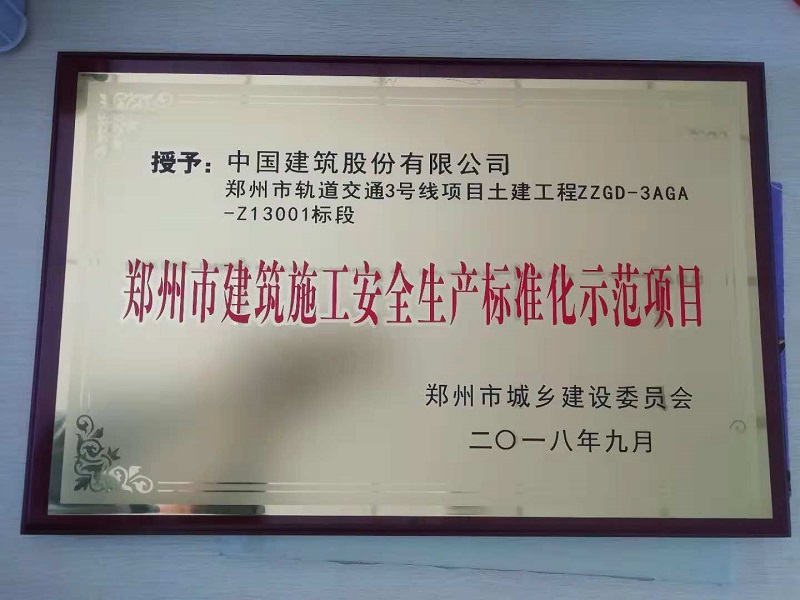 授予：中国建筑股份有限公司
郑州市轨道交通3号线项目土建工程ZZGD-3AGA
-Z13001标段
郑州市建筑施工安全生产标准化示范项目
郑州市城乡建设委员会
二〇一八年九月